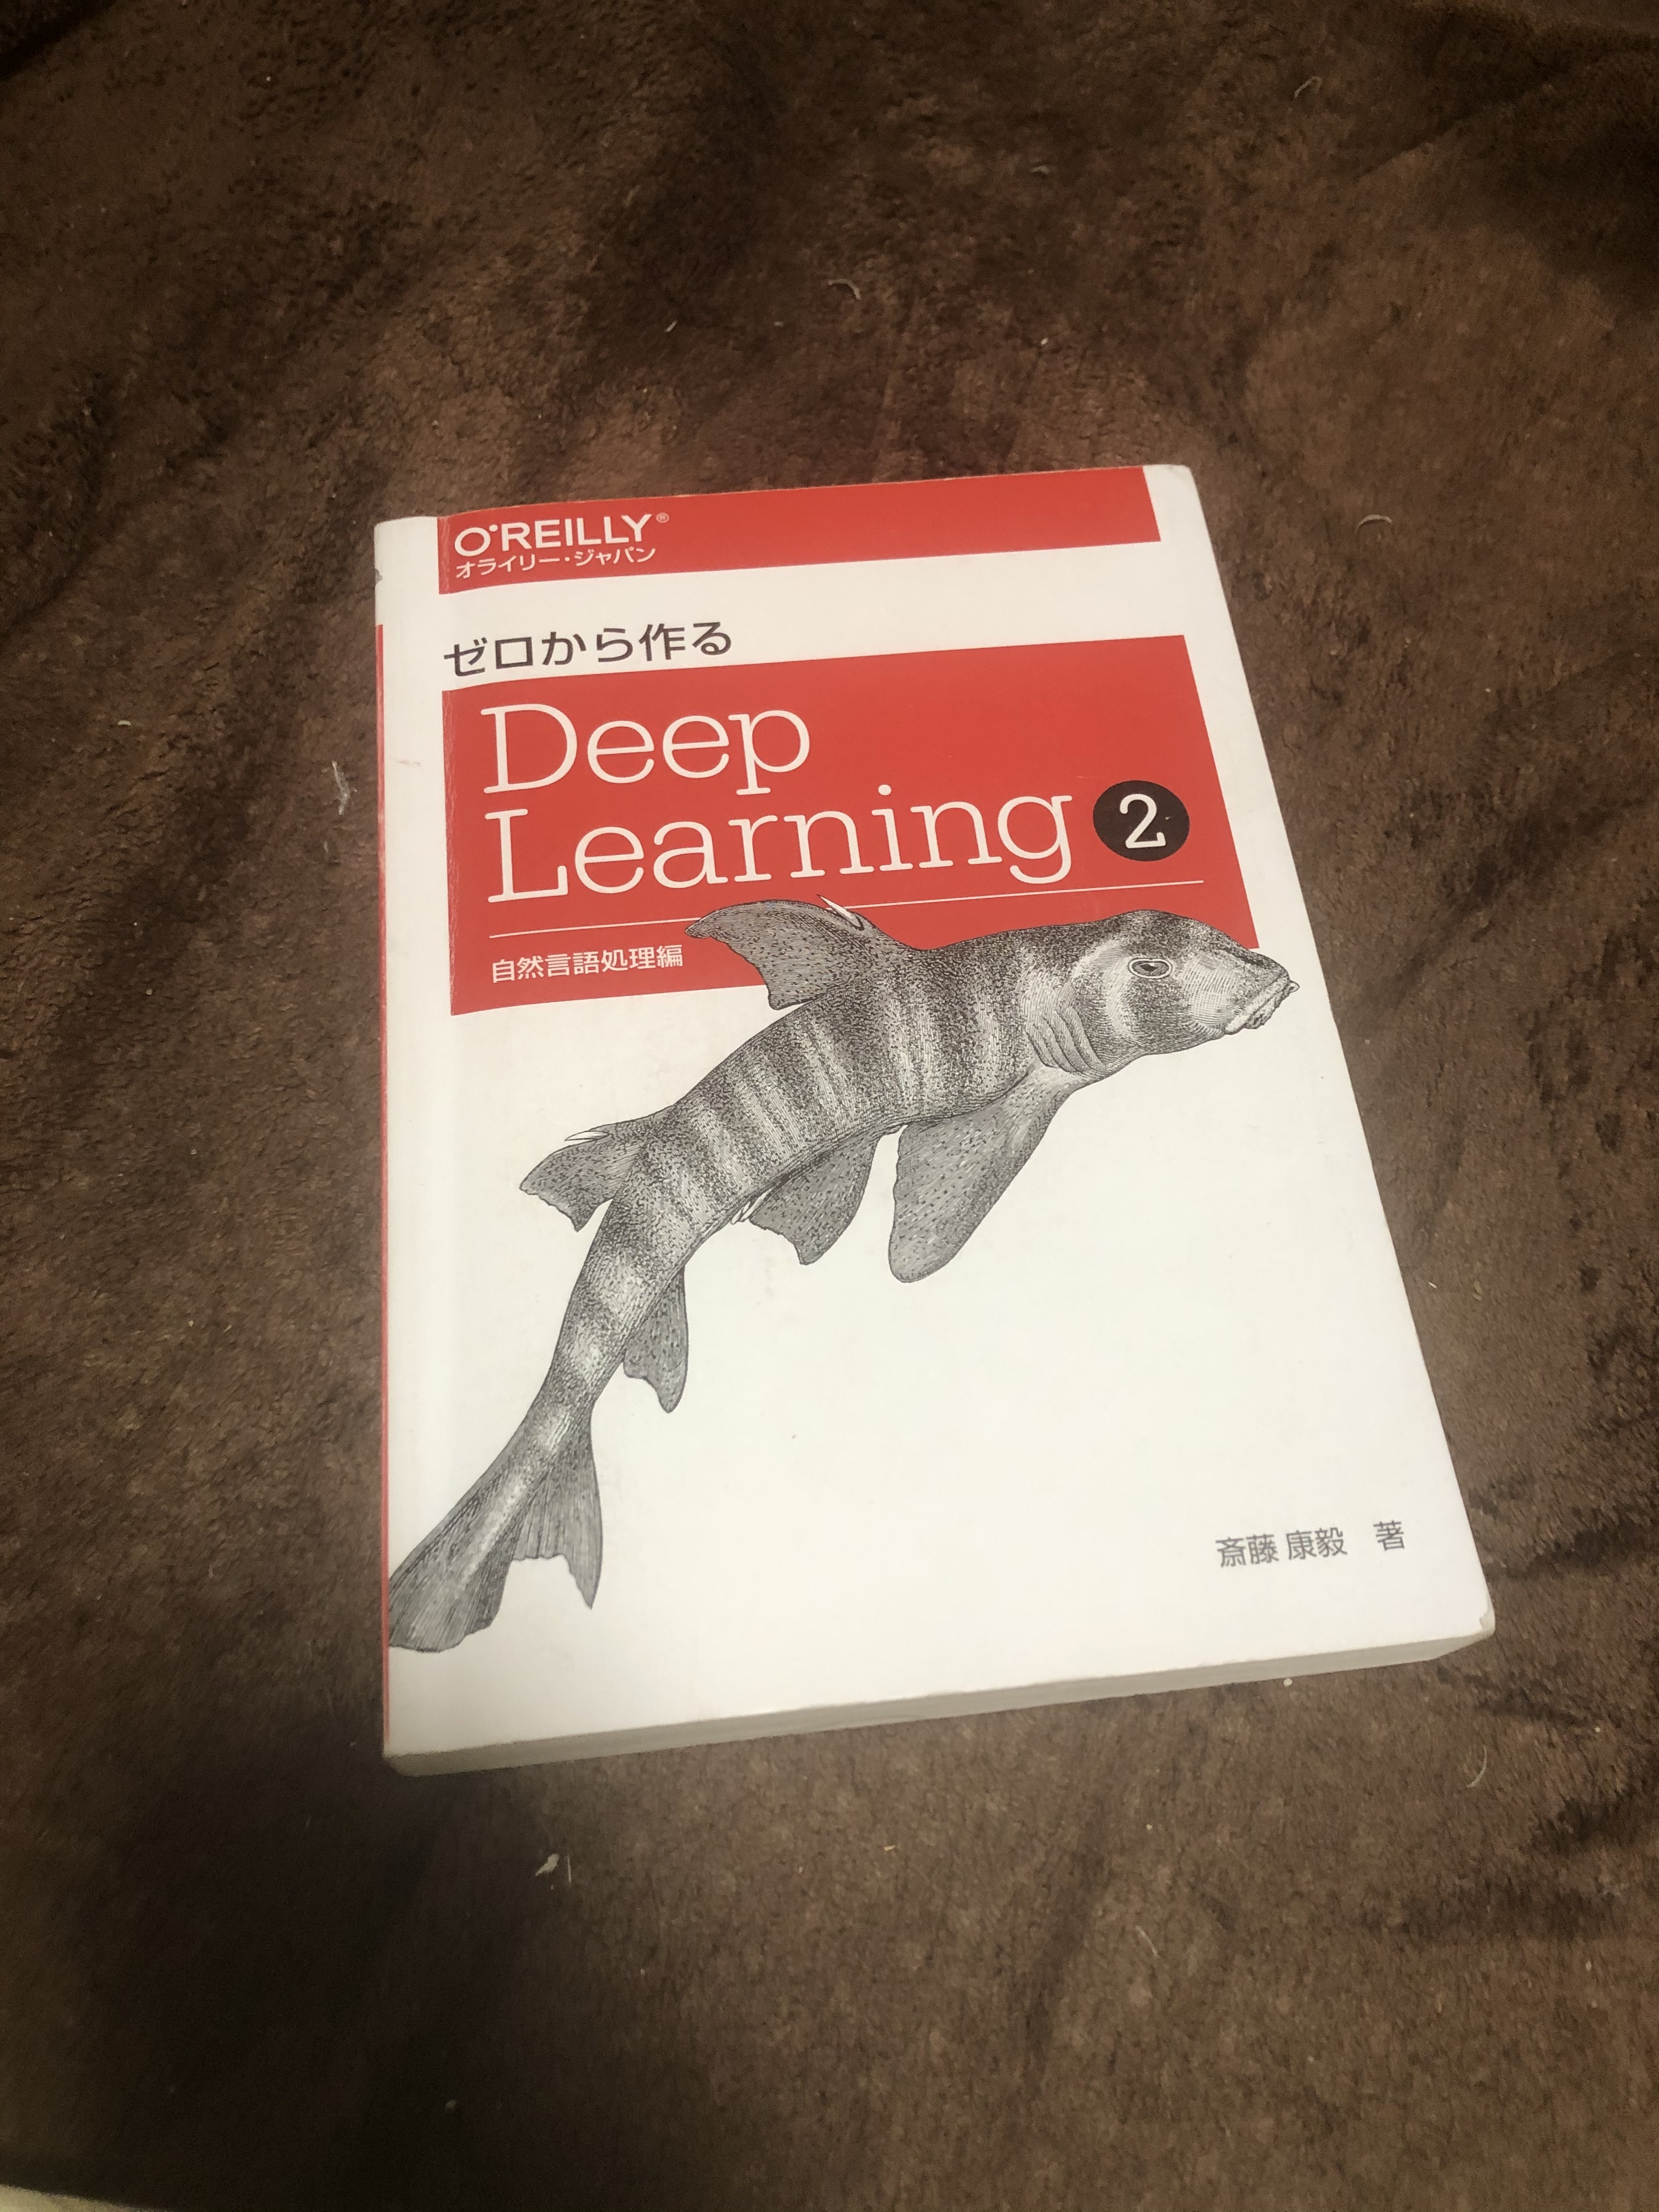 O'REILLY®
オライリー・ジャパン
ゼロから作る
Deep
Learning 2
自然言語処理編
斎藤 康毅 著